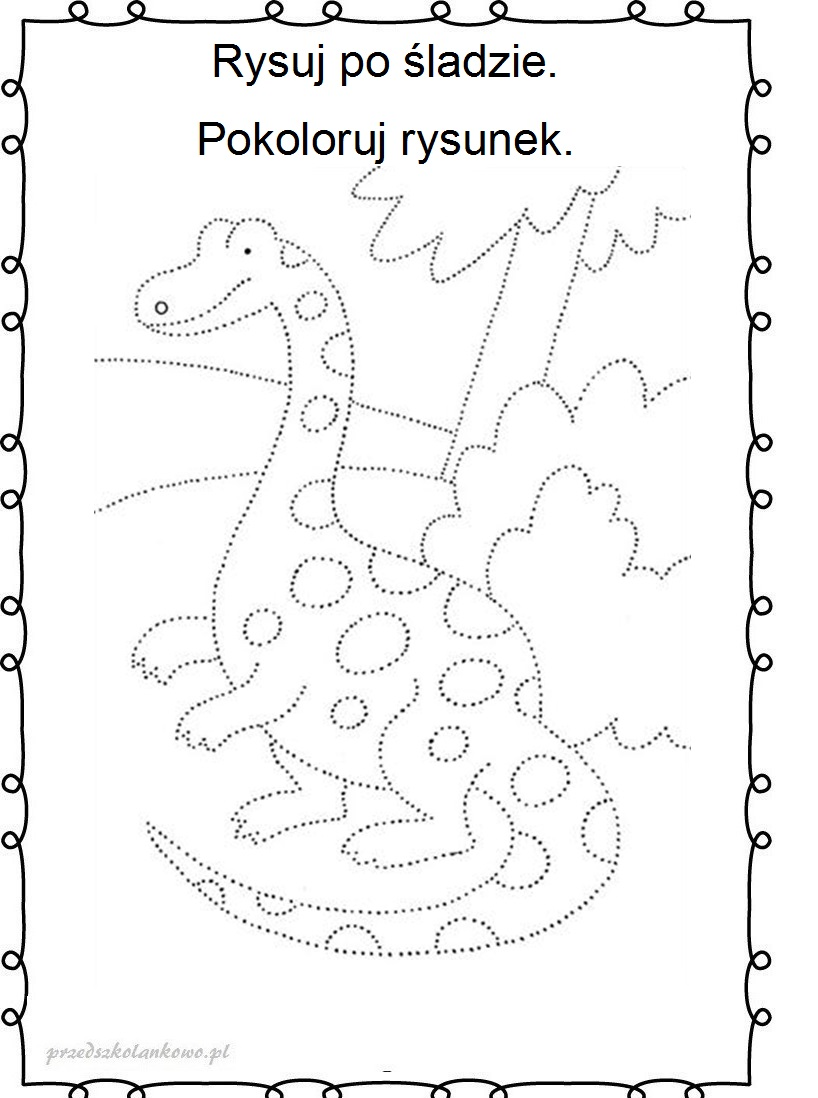 Rysuj po śladzie.
Pokoloruj rysunek.
przedszkolankowo.pl